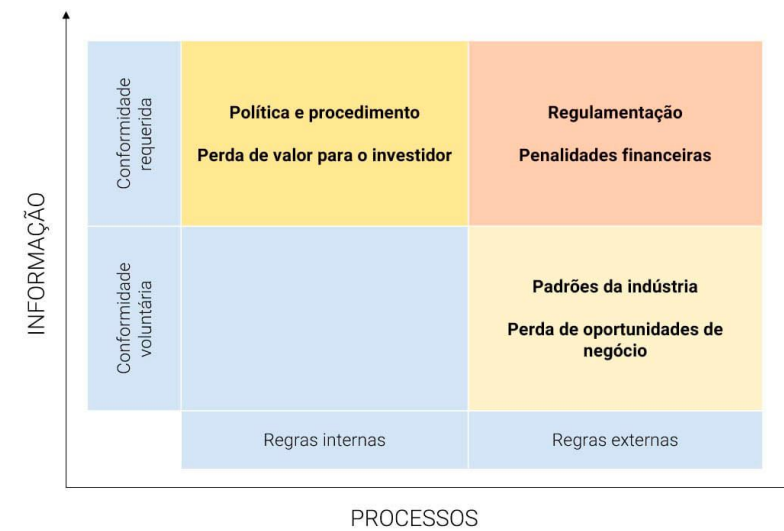 INFORMAÇÃO
Conformidade
requerida
Política e procedimento
Perda de valor para o investidor
Regulamentação
Penalidades financeiras
Conformidade
voluntária
Padrões da indústria
Perda de oportunidades de
negócio
Regras internas
Regras externas
PROCESSOS